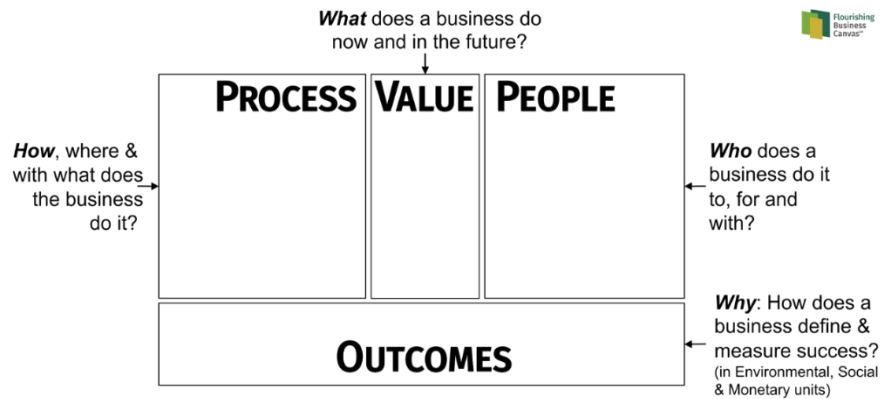 What does a business do
now and in the future?
Flourishing
Business
Canvas™
PROCESS
VALUE
PEOPLE
How, where &
with what does
the business
do it?
Who does a
business do it
to, for and
with?
Why: How does a
business define &
measure success?
(in Environmental, Social
& Monetary units)
OUTCOMES